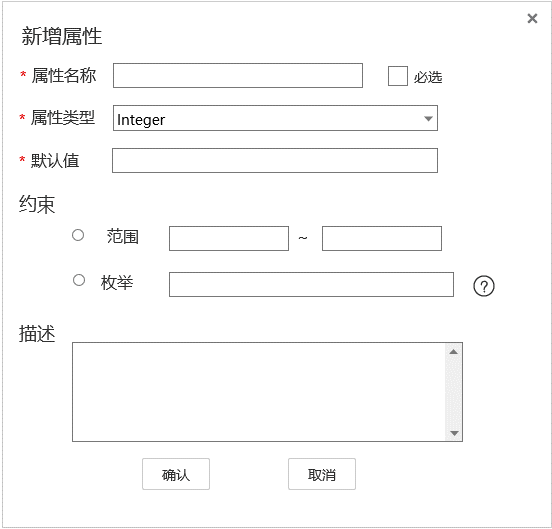 新增属性
* 属性名称 必选
* 属性类型 Integer
* 默认值
约束
范围 ~
枚举 ?
描述
确认 取消